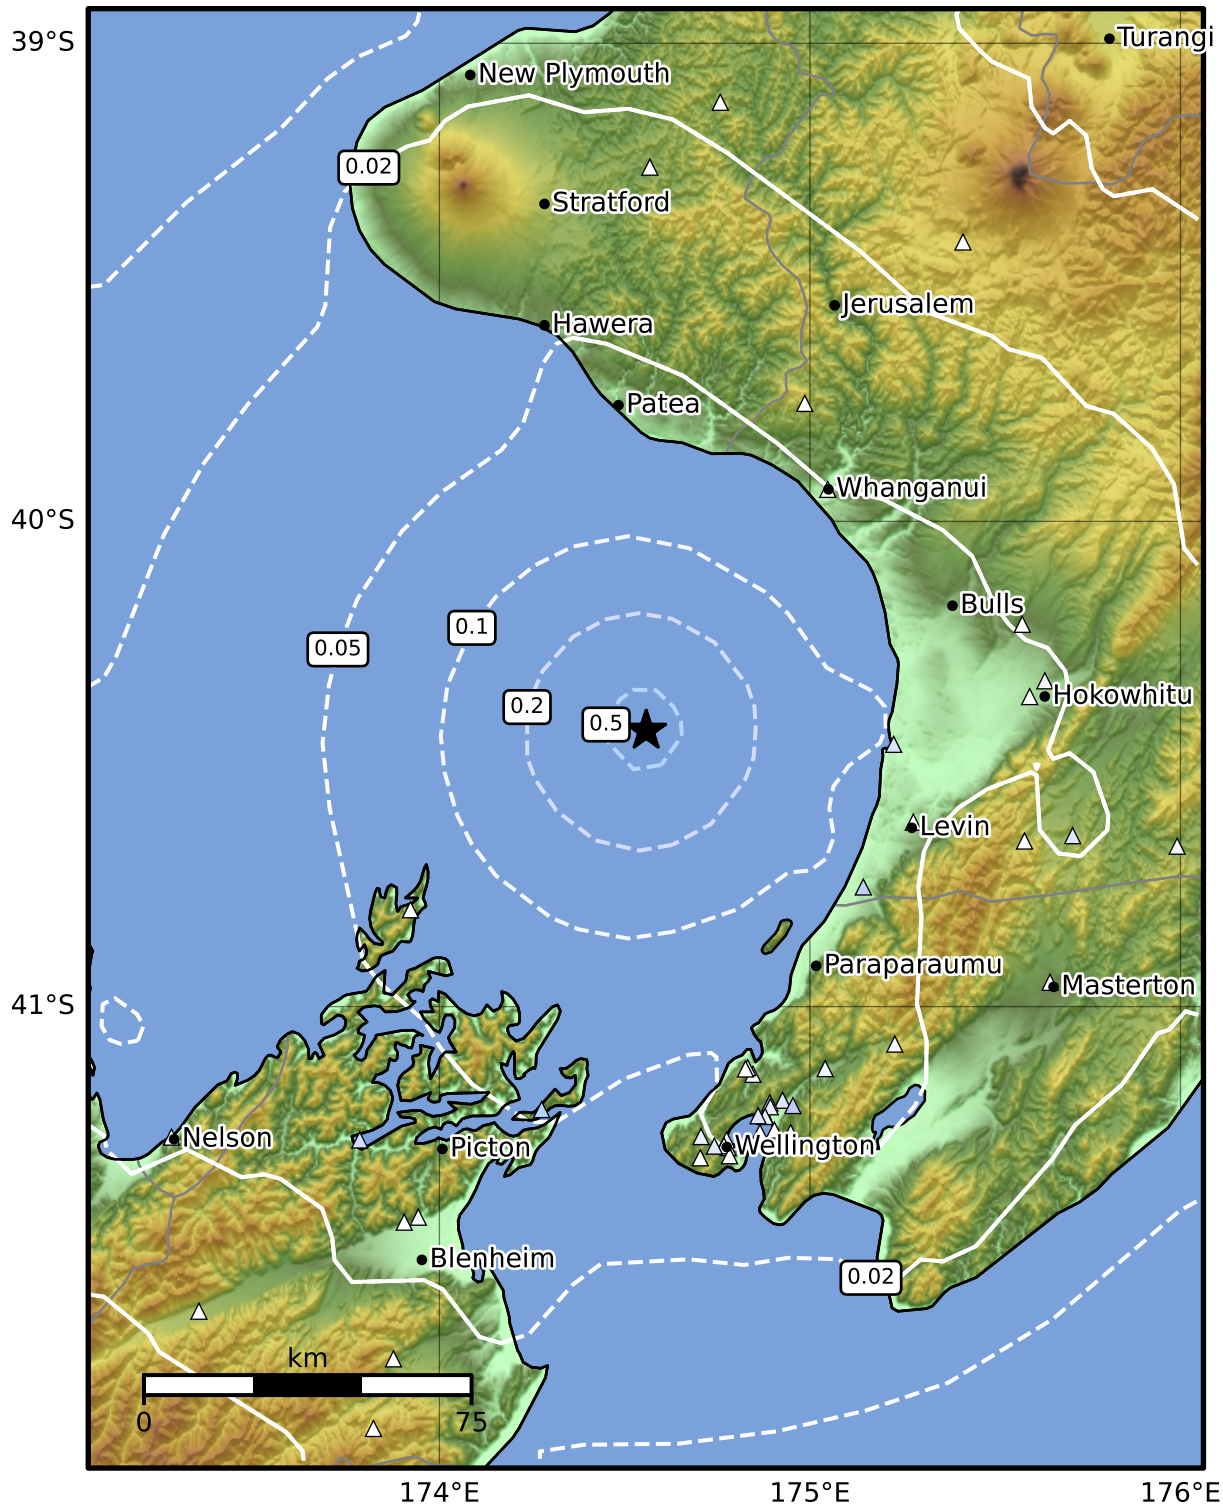 39°S
Turangi
New Plymouth
0.02
Stratford
Jerusalem
Hawera
Patea
Whanganui
40°S
Bulls
0.1
0.05
Hokowhitu
0.2
0.5
Levin
Paraparaumu
Masterton
41°S
Nelson
Picton
Wellington
Blenheim
0.02
km
0 75
174°E 175°E 176°E